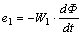 e₁ = −W₁ · dΦ/dt